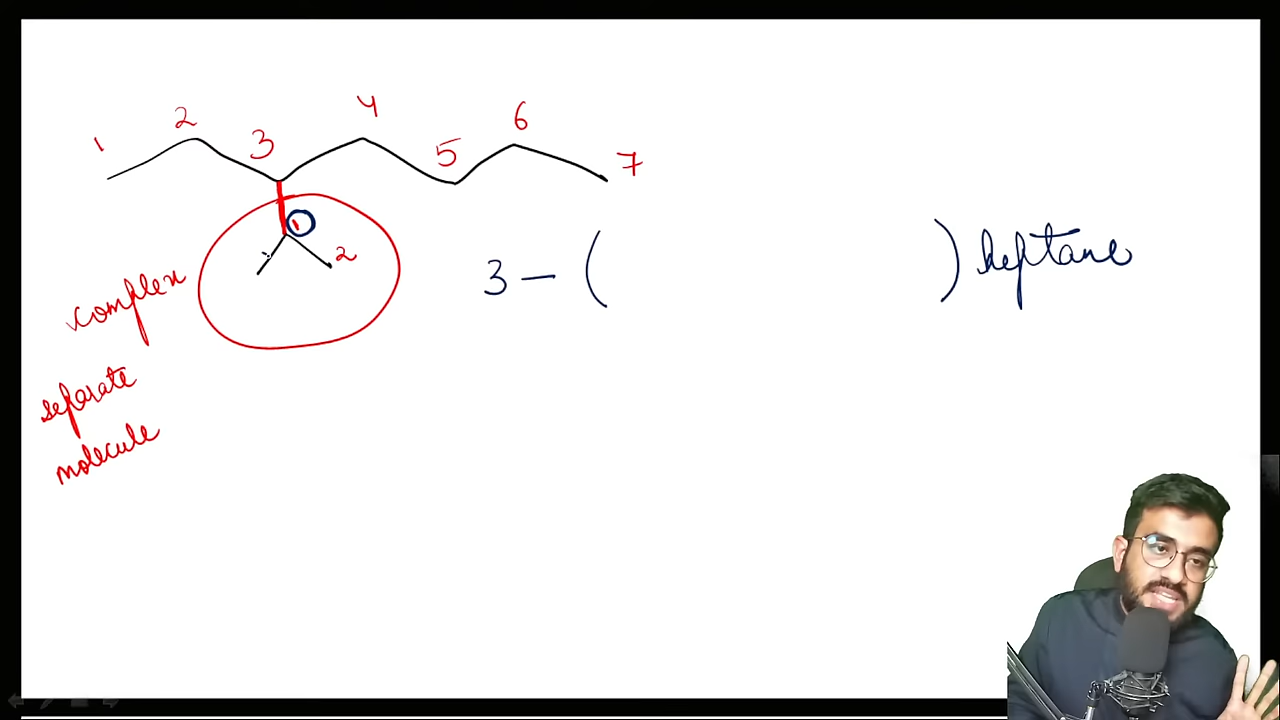 1 2 3 4 5 6 7
1
2
3 – ( ) heptane
complex
separate
molecule